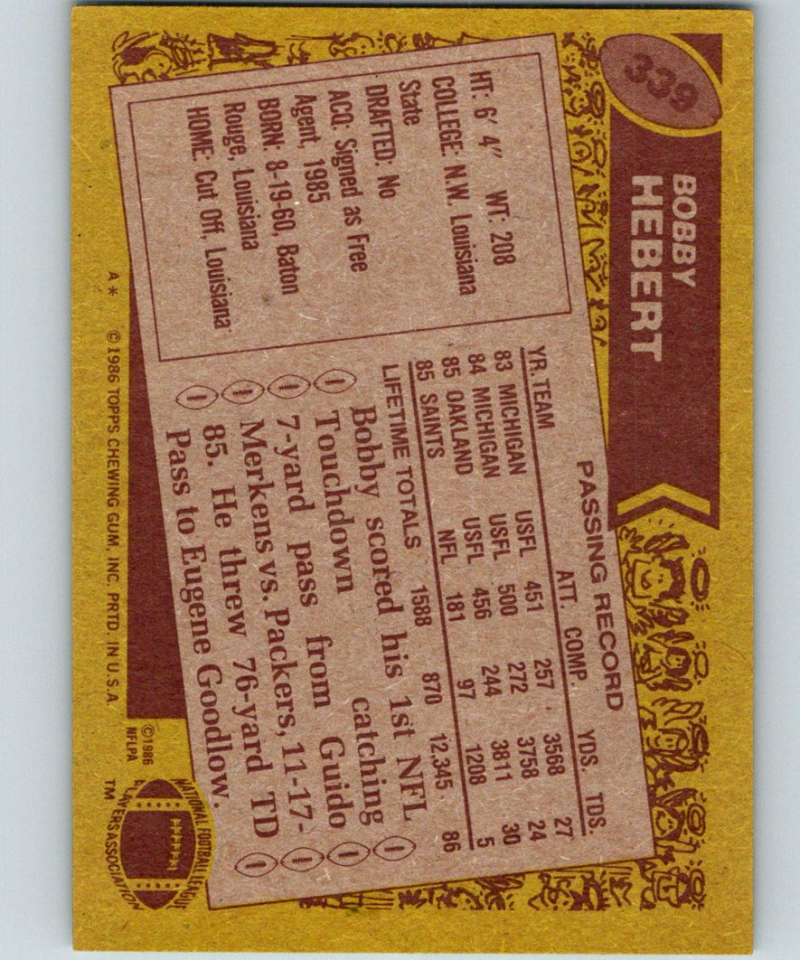 339
BOBBY
HEBERT
HT: 6' 4" WT: 208
COLLEGE: N.W. Louisiana
State
DRAFTED: No
ACQ: Signed as Free
Agent, 1985
BORN: 8-19-60, Baton
Rouge, Louisiana
HOME: Cut Off, Louisiana
PASSING RECORD
YR. TEAM ATT. COMP. YDS. TDS.
83 MICHIGAN USFL 451 257 3568 27
84 MICHIGAN USFL 500 272 3758 24
85 OAKLAND USFL 456 244 3811 30
85 SAINTS NFL 181 97 1208 5
LIFETIME TOTALS 1588 870 12,345 86
Bobby scored his 1st NFL
Touchdown catching
7-yard pass from Guido
Merkens vs. Packers, 11-17-
85. He threw 76-yard TD
Pass to Eugene Goodlow.
A* © 1986 TOPPS CHEWING GUM, INC. PRTD. IN U.S.A.
©1986
NFLPA
NATIONAL FOOTBALL LEAGUE
PLAYERS ASSOCIATION
TM